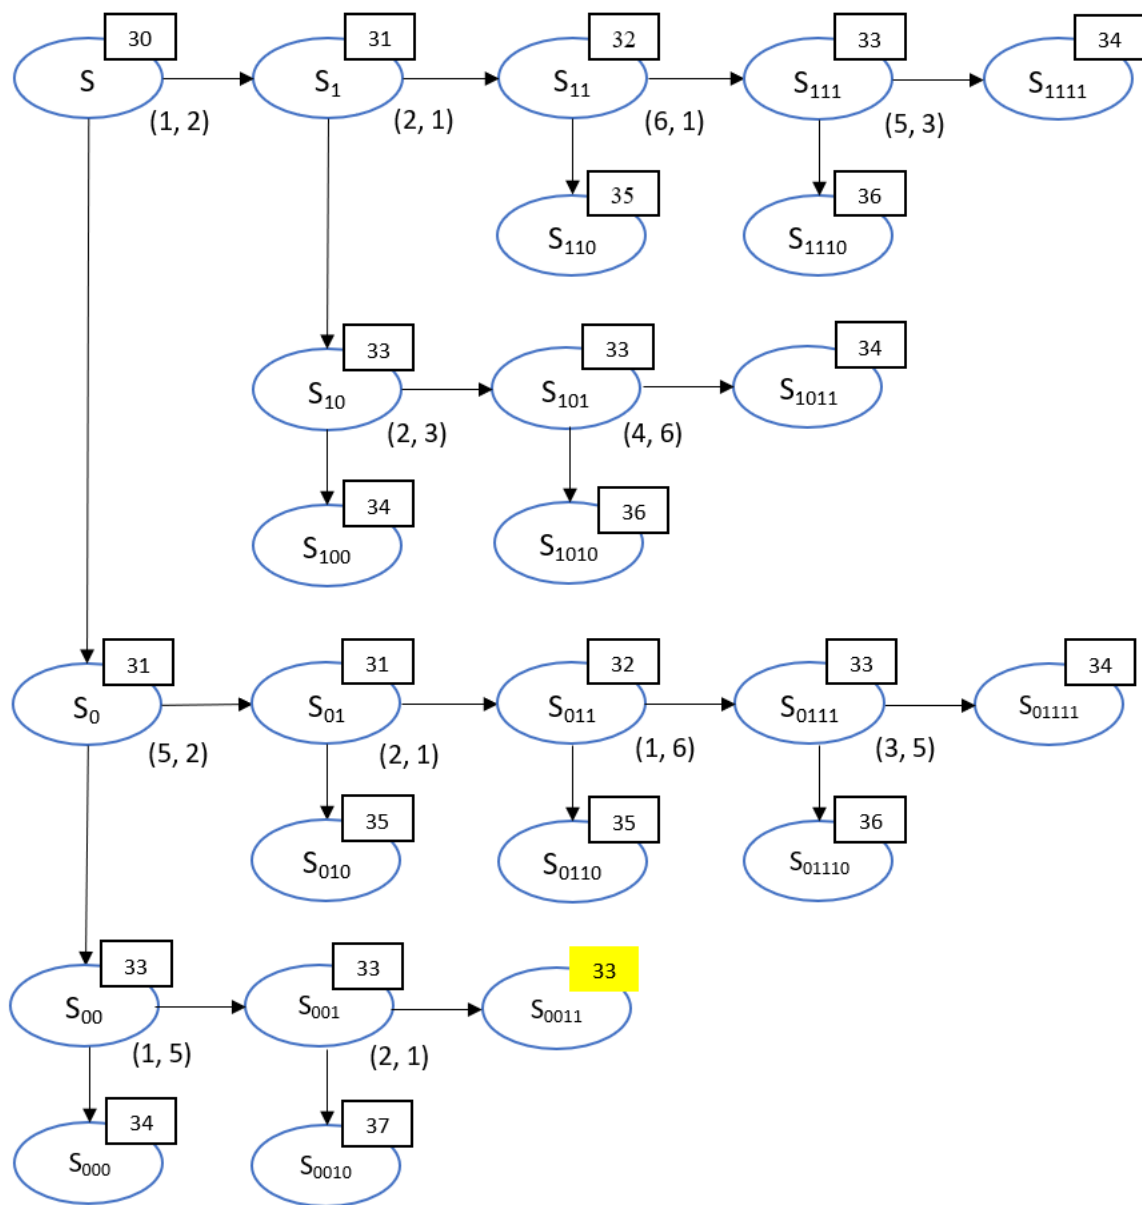 30 31 32 33 34
S S₁ S₁₁ S₁₁₁ S₁₁₁₁
(1, 2) (2, 1) (6, 1) (5, 3)
35 36
S₁₁₀ S₁₁₁₀
33 33 34
S₁₀ S₁₀₁ S₁₀₁₁
(2, 3) (4, 6)
34 36
S₁₀₀ S₁₀₁₀
31 31 32 33 34
S₀ S₀₁ S₀₁₁ S₀₁₁₁ S₀₁₁₁₁
(5, 2) (2, 1) (1, 6) (3, 5)
35 35 36
S₀₁₀ S₀₁₁₀ S₀₁₁₁₀
33 33 33
S₀₀ S₀₀₁ S₀₀₁₁
(1, 5) (2, 1)
34 37
S₀₀₀ S₀₀₁₀